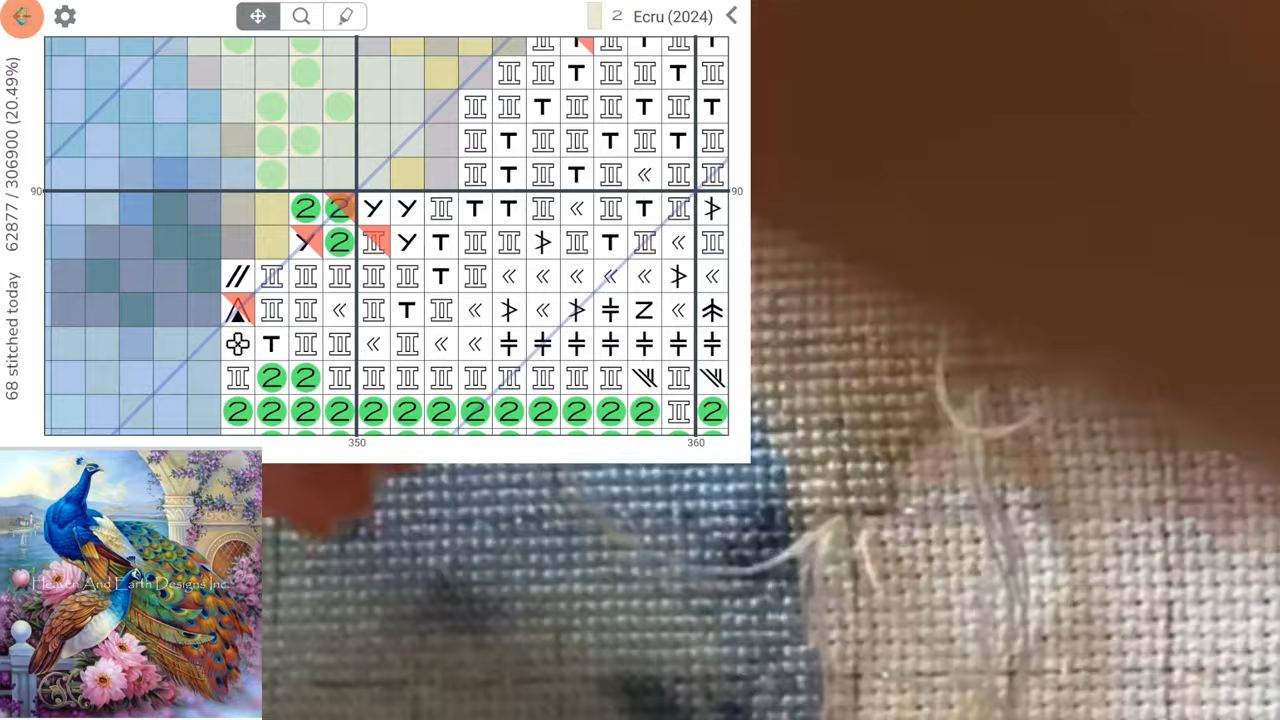 2 Ecru (2024)
62877 / 306900 (20.49%)
68 stitched today
90
90
350
360
Heaven And Earth Designs Inc.